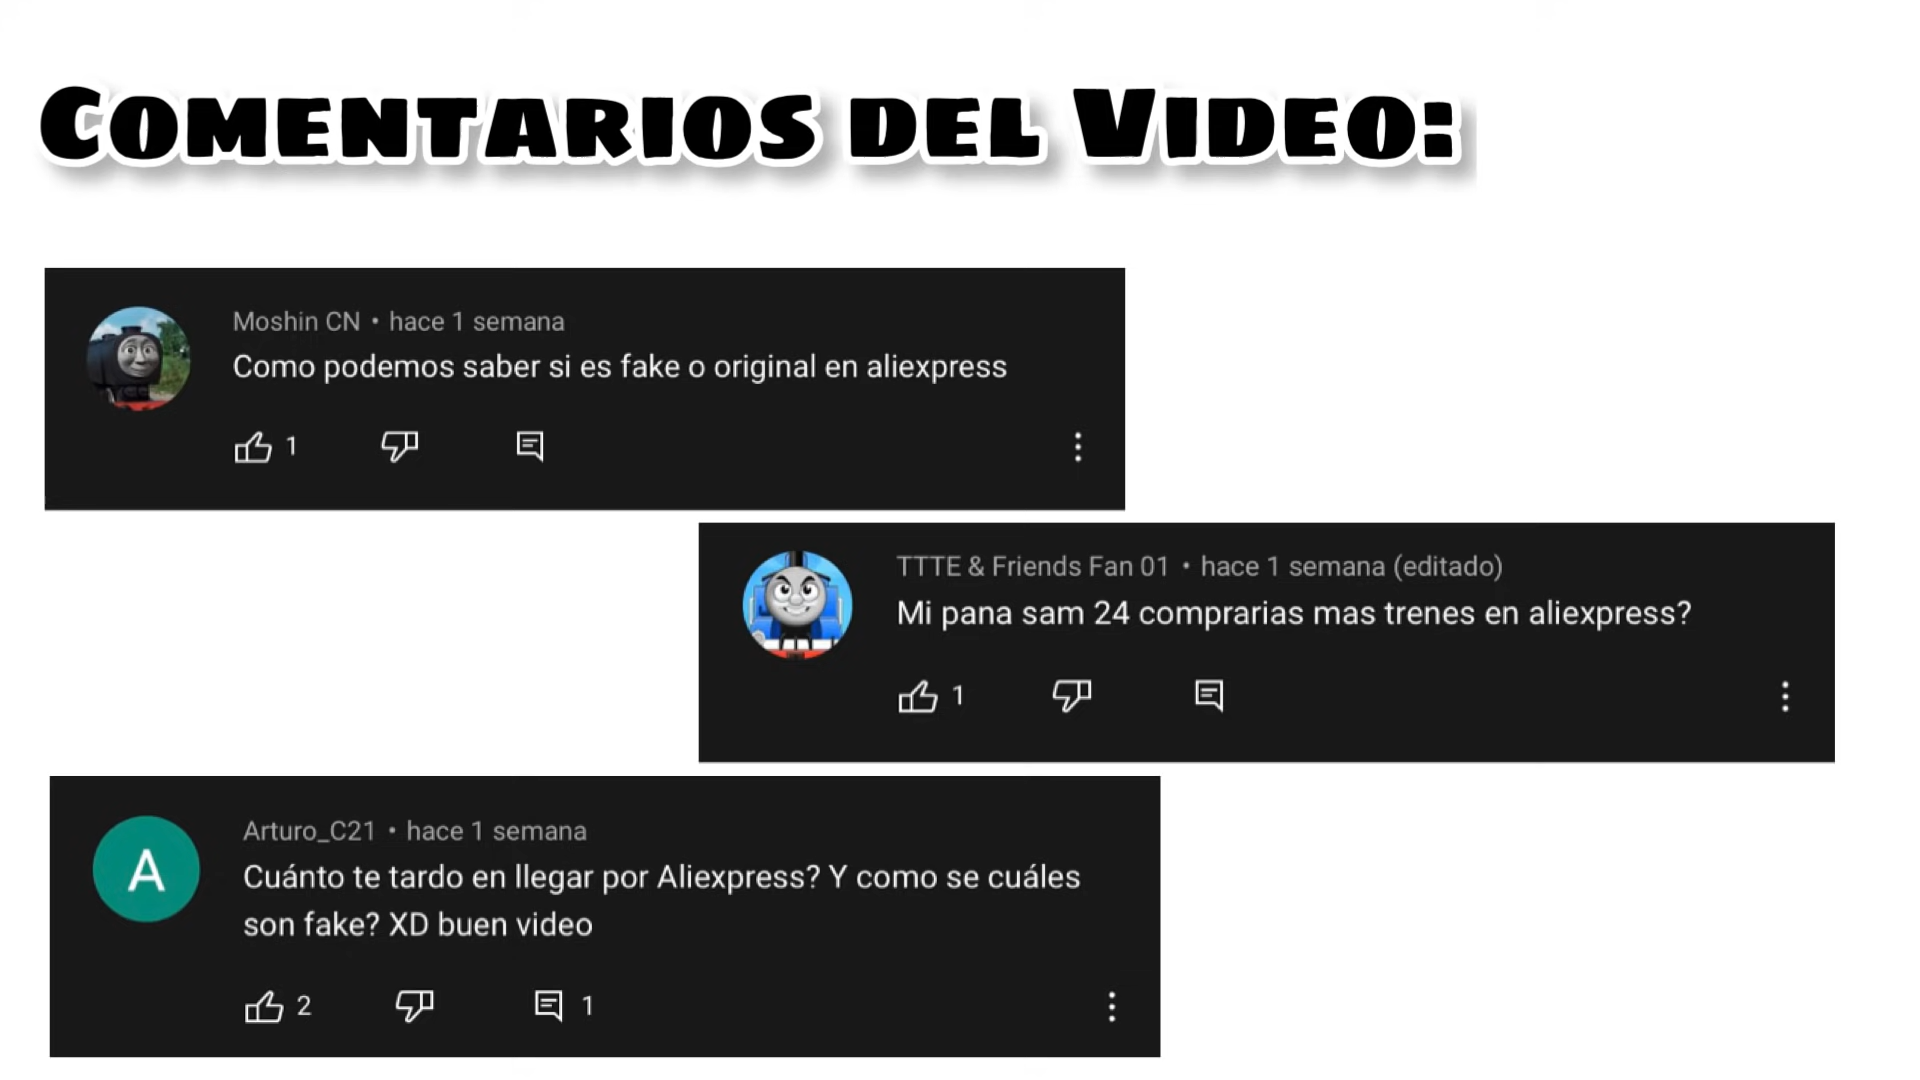 Comentarios del Video:
Moshin CN • hace 1 semana
Como podemos saber si es fake o original en aliexpress
1
TTTE & Friends Fan 01 • hace 1 semana (editado)
Mi pana sam 24 comprarias mas trenes en aliexpress?
1
A
Arturo_C21 • hace 1 semana
Cuánto te tardo en llegar por Aliexpress? Y como se cuáles
son fake? XD buen video
2 1